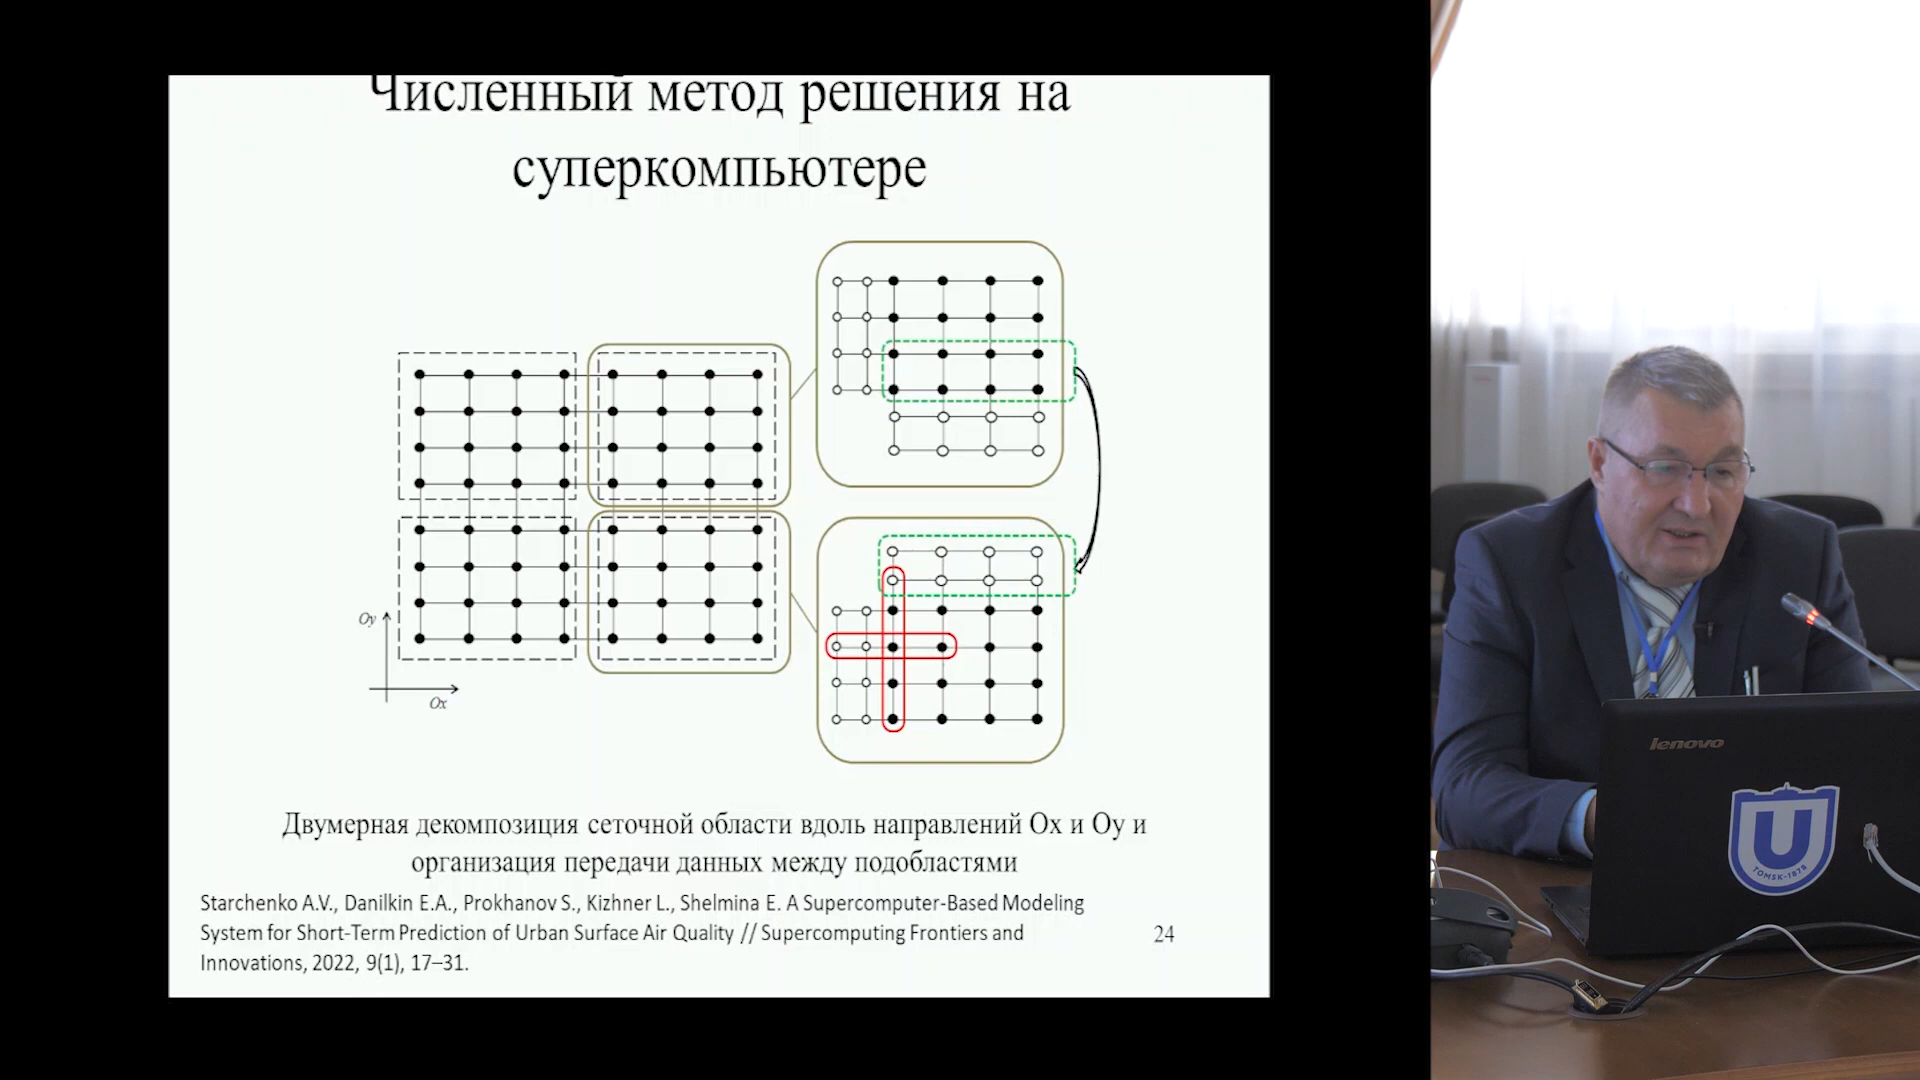 Численный метод решения на
суперкомпьютере
Oy
Ox
Двумерная декомпозиция сеточной области вдоль направлений Ox и Oy и
организация передачи данных между подобластями
Starchenko A.V., Danilkin E.A., Prokhanov S., Kizhner L., Shelmina E. A Supercomputer-Based Modeling
System for Short-Term Prediction of Urban Surface Air Quality // Supercomputing Frontiers and
Innovations, 2022, 9(1), 17–31.
24
lenovo
U
TOMSK-1878